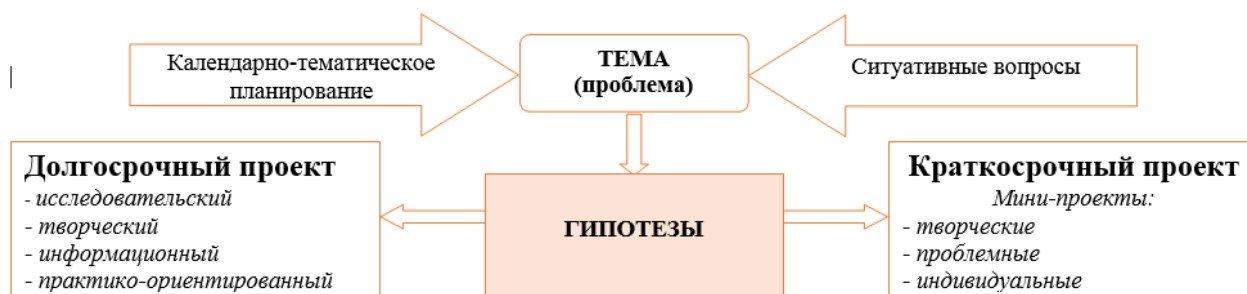 Календарно-тематическое
планирование
ТЕМА
(проблема)
Ситуативные вопросы
Долгосрочный проект
- исследовательский
- творческий
- информационный
- практико-ориентированный
ГИПОТЕЗЫ
Краткосрочный проект
Мини-проекты:
- творческие
- проблемные
- индивидуальные